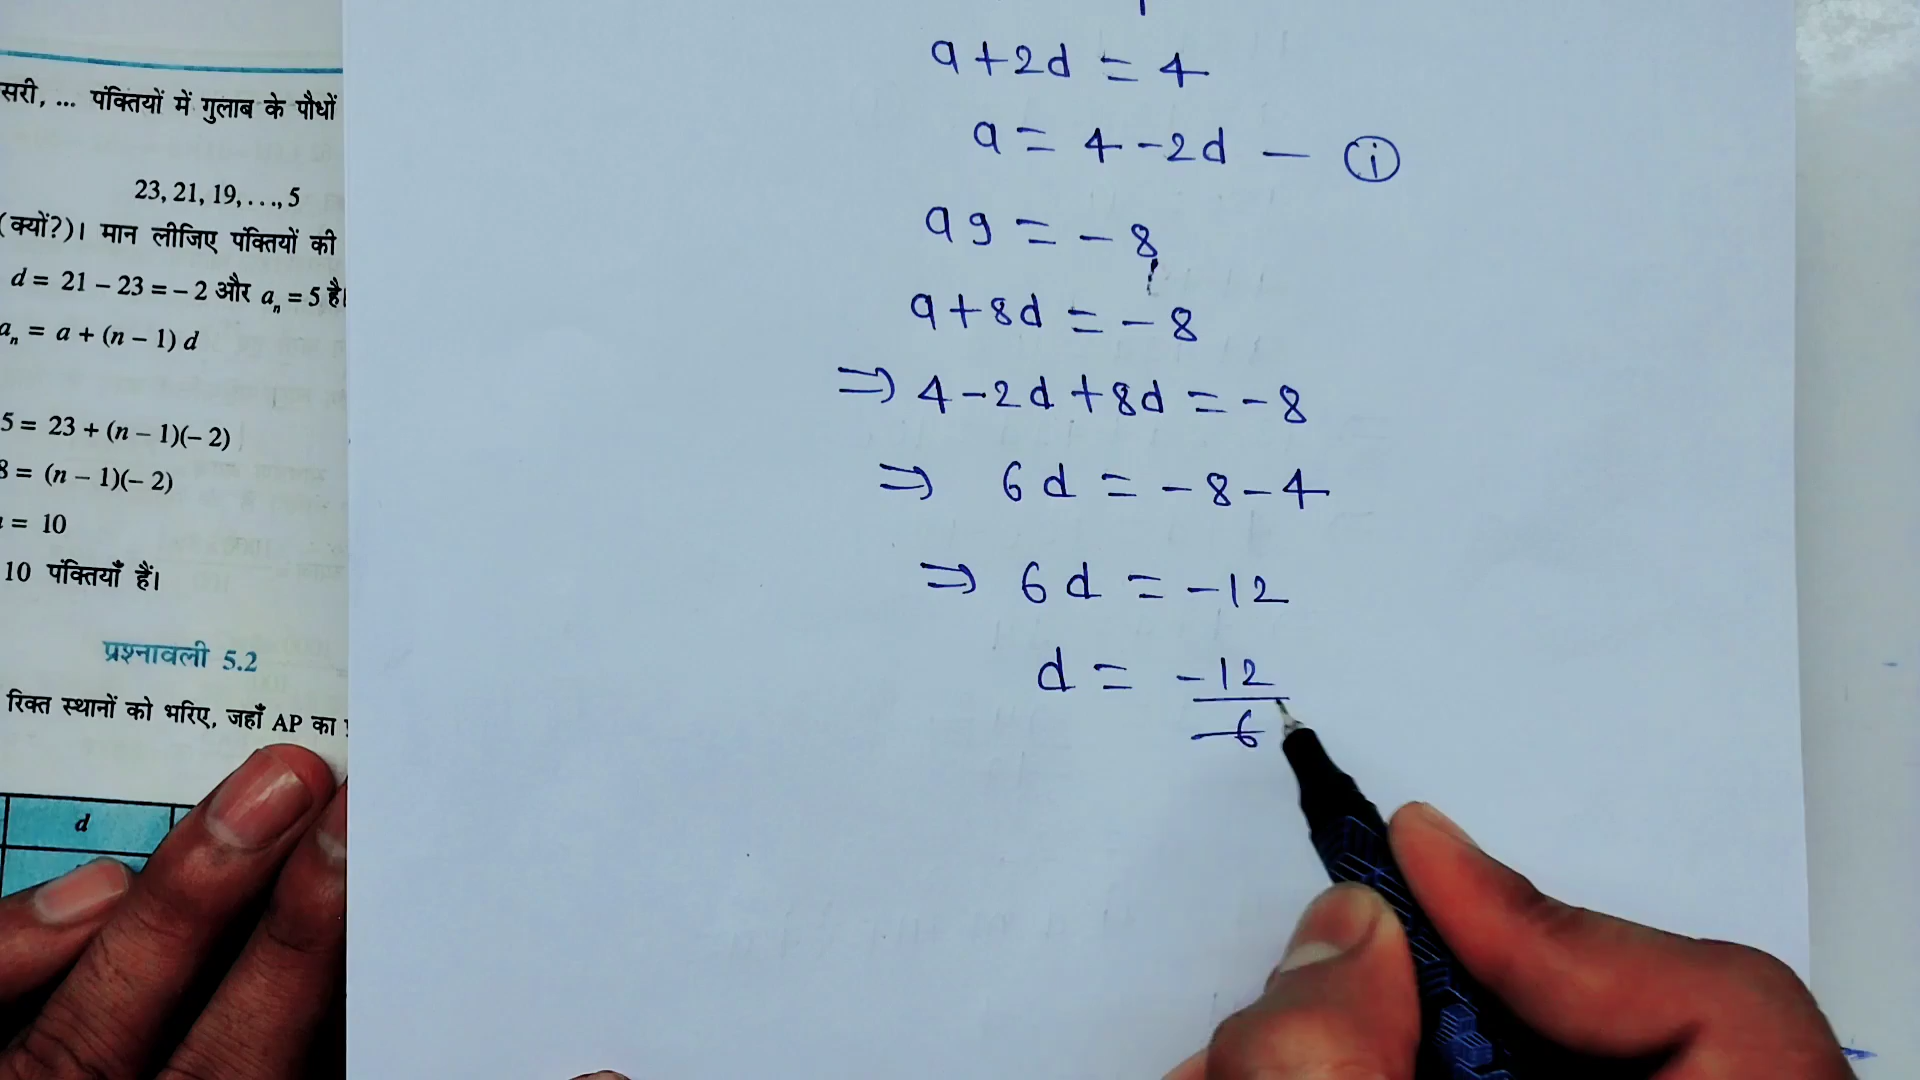 सरी, ... पंक्तियों में गुलाब के पौधों
23, 21, 19, . . ., 5
(क्यों?)। मान लीजिए पंक्तियों की
d = 21 – 23 = – 2 और an = 5 है।
an = a + (n – 1) d
5 = 23 + (n – 1)(– 2)
8 = (n – 1)(– 2)
= 10
10 पंक्तियाँ हैं।
प्रश्नावली 5.2
रिक्त स्थानों को भरिए, जहाँ AP का
d
a + 2d = 4
a = 4 - 2d — (i)
a9 = - 8
a + 8d = - 8
⇒ 4 - 2d + 8d = - 8
⇒ 6d = - 8 - 4
⇒ 6d = - 12
d = - 12
6